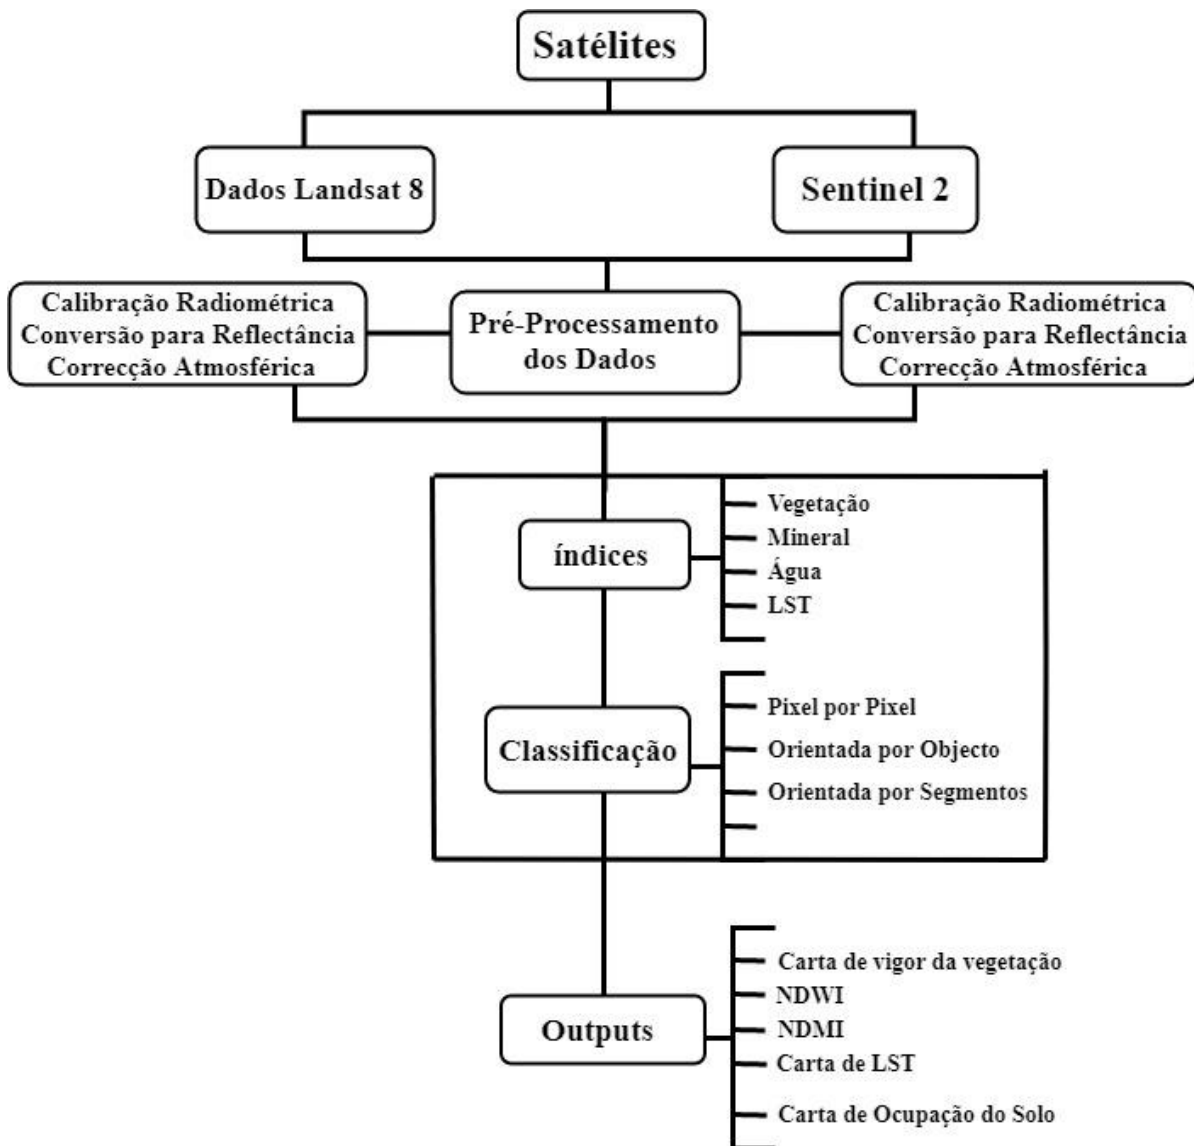 Satélites
Dados Landsat 8
Sentinel 2
Calibração Radiométrica
Conversão para Reflectância
Correcção Atmosférica
Pré-Processamento
dos Dados
Calibração Radiométrica
Conversão para Reflectância
Correcção Atmosférica
índices
Vegetação
Mineral
Água
LST
Classificação
Pixel por Pixel
Orientada por Objecto
Orientada por Segmentos
Outputs
Carta de vigor da vegetação
NDWI
NDMI
Carta de LST
Carta de Ocupação do Solo